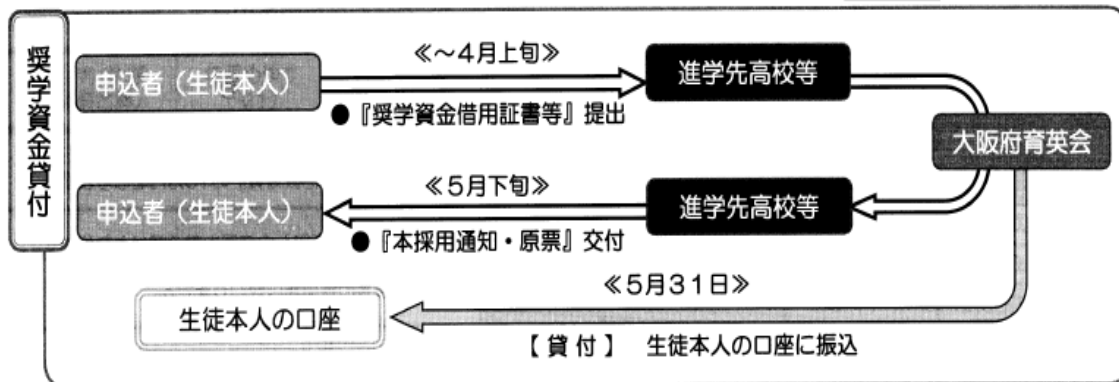 奨学資金貸付
≪～4月上旬≫
申込者（生徒本人）
進学先高校等
●『奨学資金借用証書等』提出
大阪府育英会
≪5月下旬≫
申込者（生徒本人）
進学先高校等
●『本採用通知・原票』交付
≪5月31日≫
生徒本人の口座
【貸付】 生徒本人の口座に振込